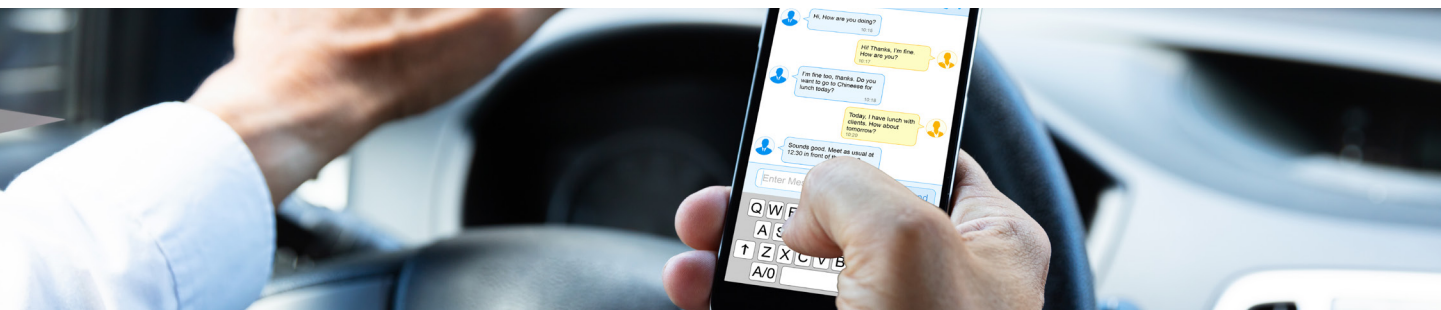 Hi, How are you doing?
10:15
Hi! Thanks, I'm fine.
How are you?
10:17
I'm fine too, thanks. Do you
want to go to Chineese for
lunch today?
10:18
Today, I have lunch with
clients. How about
tomorrow?
10:20
Sounds good. Meet as usual at
12:30 in front of
Enter
Q W
A
↑ Z X C V B
A/0